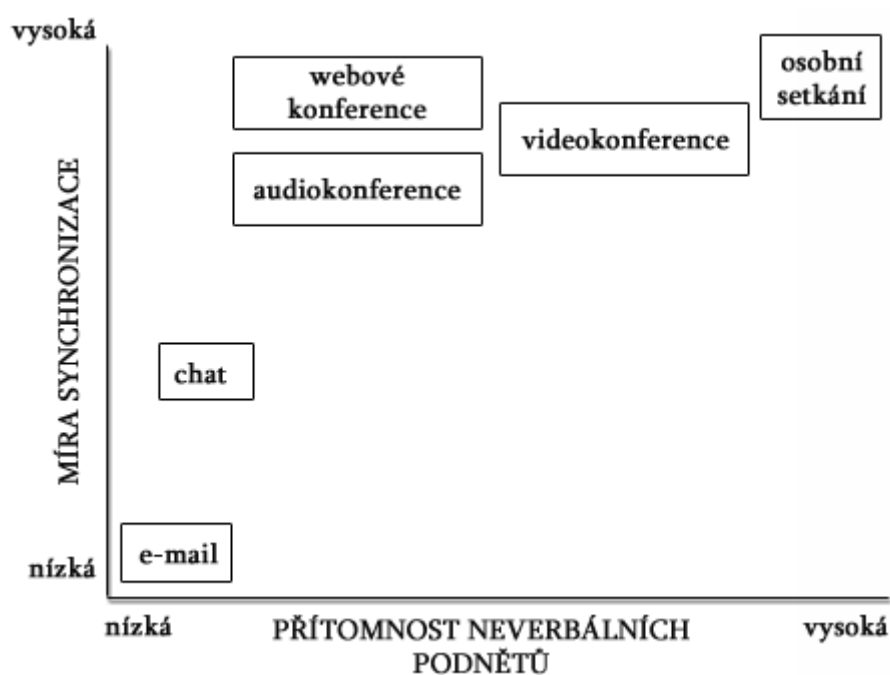 vysoká
webové
konference
osobní
setkání
videokonference
audiokonference
MÍRA SYNCHRONIZACE
chat
e-mail
nízká
nízká
PŘÍTOMNOST NEVERBÁLNÍCH
PODNĚTŮ
vysoká